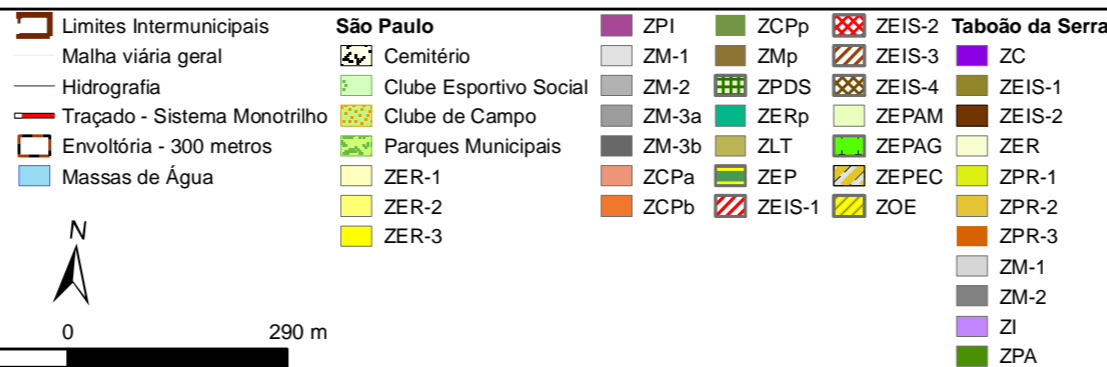 Limites Intermunicipais
Malha viária geral
Hidrografia
Traçado - Sistema Monotrilho
Envoltória - 300 metros
Massas de Água
N
0 290 m
São Paulo
Cemitério
Clube Esportivo Social
Clube de Campo
Parques Municipais
ZER-1
ZER-2
ZER-3
ZPI
ZM-1
ZM-2
ZM-3a
ZM-3b
ZCPa
ZCPb
ZCPp
ZMp
ZPDS
ZERp
ZLT
ZEP
ZEIS-1
ZEIS-2
ZEIS-3
ZEIS-4
ZEPAM
ZEPAG
ZEPEC
ZOE
Taboão da Serra
ZC
ZEIS-1
ZEIS-2
ZER
ZPR-1
ZPR-2
ZPR-3
ZM-1
ZM-2
ZI
ZPA